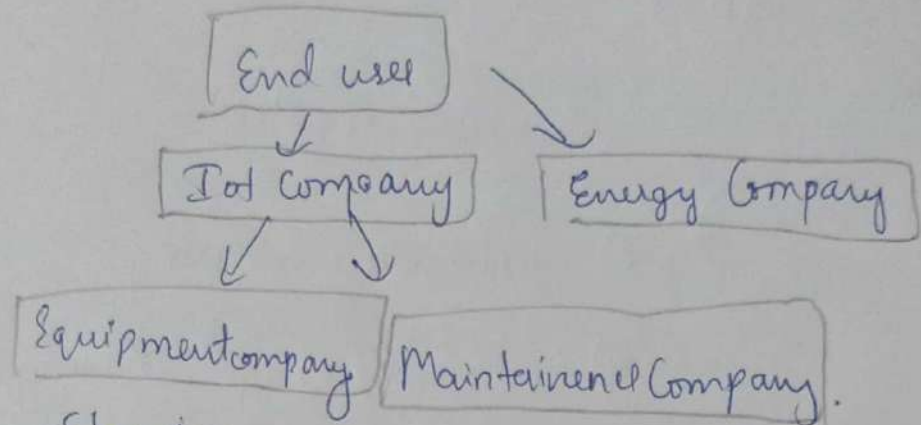 End user
Iot Company
Energy Company
Equipmentcompany
Maintainence Company.